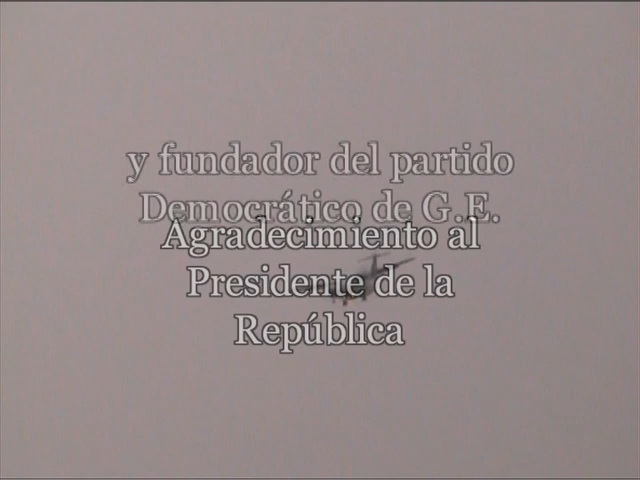 y fundador del partido
Democrático de G.E.
Agradecimiento al
Presidente de la
República